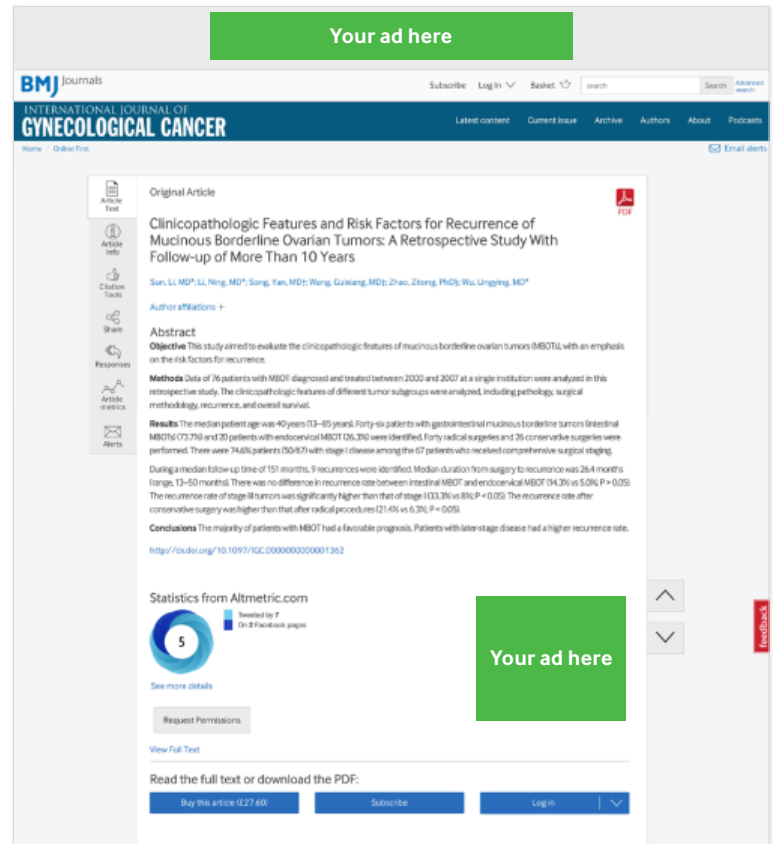 Your ad here
BMJ Journals
Subscribe Log In Basket search Search Advanced search
INTERNATIONAL JOURNAL OF
GYNECOLOGICAL CANCER
Latest content Current issue Archive Authors About Podcasts
Home / Online First
Email alerts
Article Text
Article info
Citation Tools
Share
Responses
Article metrics
Alerts
Original Article
PDF
Clinicopathologic Features and Risk Factors for Recurrence of
Mucinous Borderline Ovarian Tumors: A Retrospective Study With
Follow-up of More Than 10 Years
Sun, Li, MD*; Li, Ning, MD*; Song, Yan, MD†; Wang, Guixiang, MD‡; Zhao, Zitong, PhD§; Wu, Lingying, MD*
Author affiliations +
Abstract
Objective This study aimed to evaluate the clinicopathologic features of mucinous borderline ovarian tumors (MBOTs), with an emphasis
on the risk factors for recurrence.
Methods Data of 76 patients with MBOT diagnosed and treated between 2000 and 2007 at a single institution were analyzed in this
retrospective study. The clinicopathologic features of different tumor subgroups were analyzed, including pathology, surgical
methodology, recurrence, and overall survival.
Results The median patient age was 40 years (13–85 years). Forty-six patients with gastrointestinal mucinous borderline tumors (intestinal
MBOTs) (73.7%) and 20 patients with endocervical MBOT (26.3%) were identified. Forty radical surgeries and 26 conservative surgeries were
performed. There were 74.6% patients (50/67) with stage I disease among the 67 patients who received comprehensive surgical staging.
During a median follow-up time of 151 months, 9 recurrences were identified. Median duration from surgery to recurrence was 26.4 months
(range, 13–50 months). There was no difference in recurrence rate between intestinal MBOT and endocervical MBOT (14.3% vs 5.0%; P > 0.05).
The recurrence rate of stage III tumors was significantly higher than that of stage I (33.3% vs 8%; P < 0.05). The recurrence rate after
conservative surgery was higher than that after radical procedures (21.4% vs 6.3%; P < 0.05).
Conclusions The majority of patients with MBOT had a favorable prognosis. Patients with later-stage disease had a higher recurrence rate.
http://dx.doi.org/10.1097/IGC.0000000000001362
Statistics from Altmetric.com
Tweeted by 7
On 2 Facebook pages
5
See more details
Your ad here
feedback
Request Permissions
View Full Text
Read the full text or download the PDF:
Buy this article (£27.60) Subscribe Log in